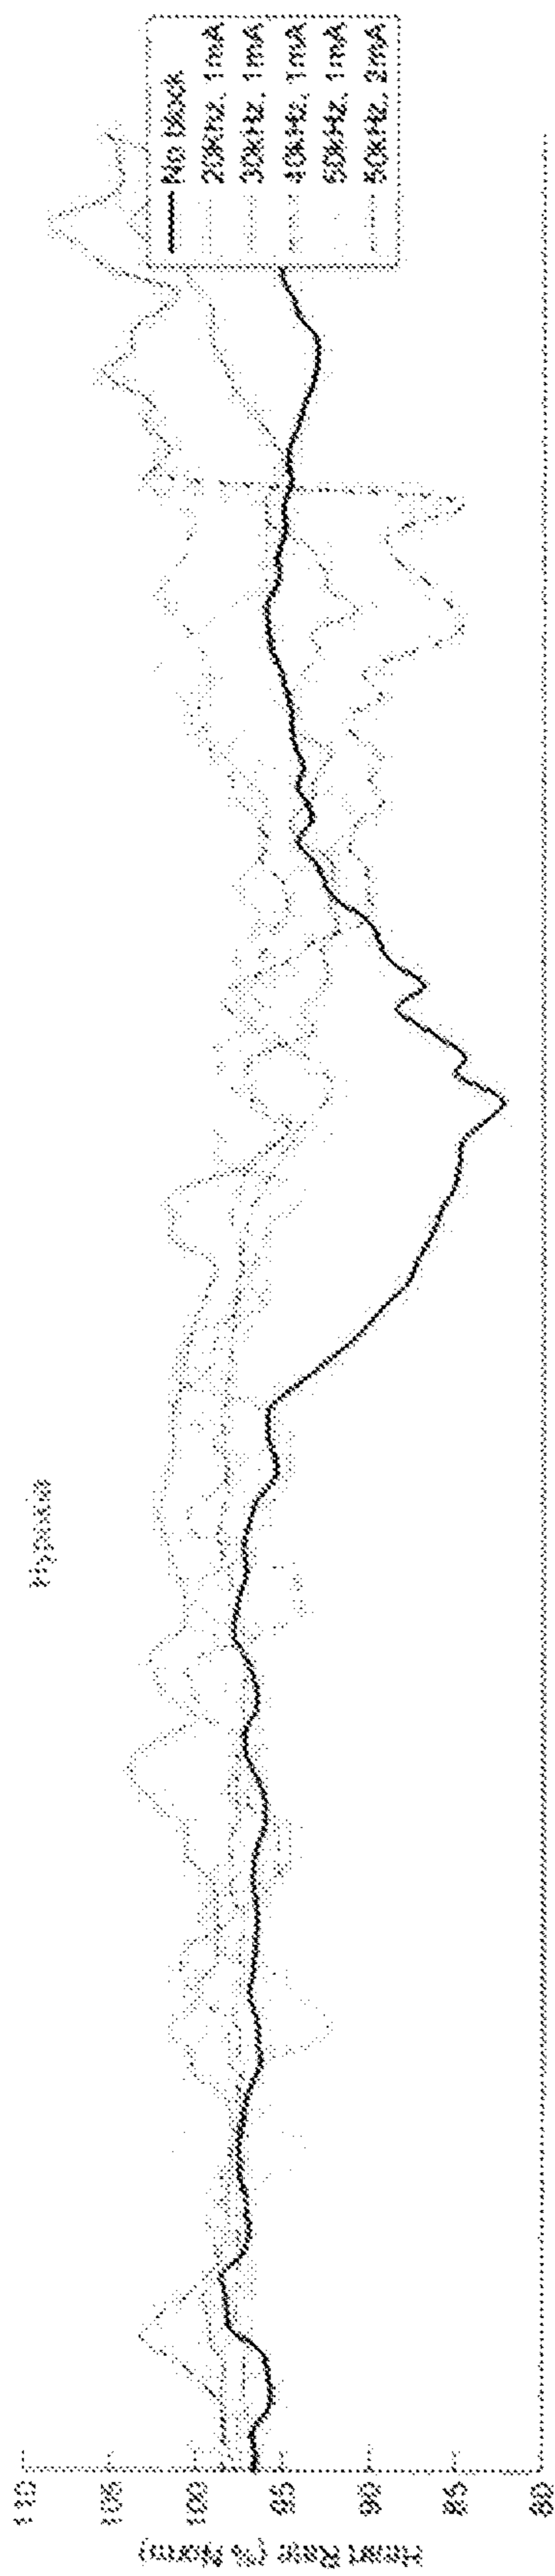 Hypoxia
No block
20kHz, 1mA
30kHz, 1mA
40kHz, 1mA
50kHz, 1mA
50kHz, 2mA
110
105
100
95
90
85
80
Heart Rate (% Norm)